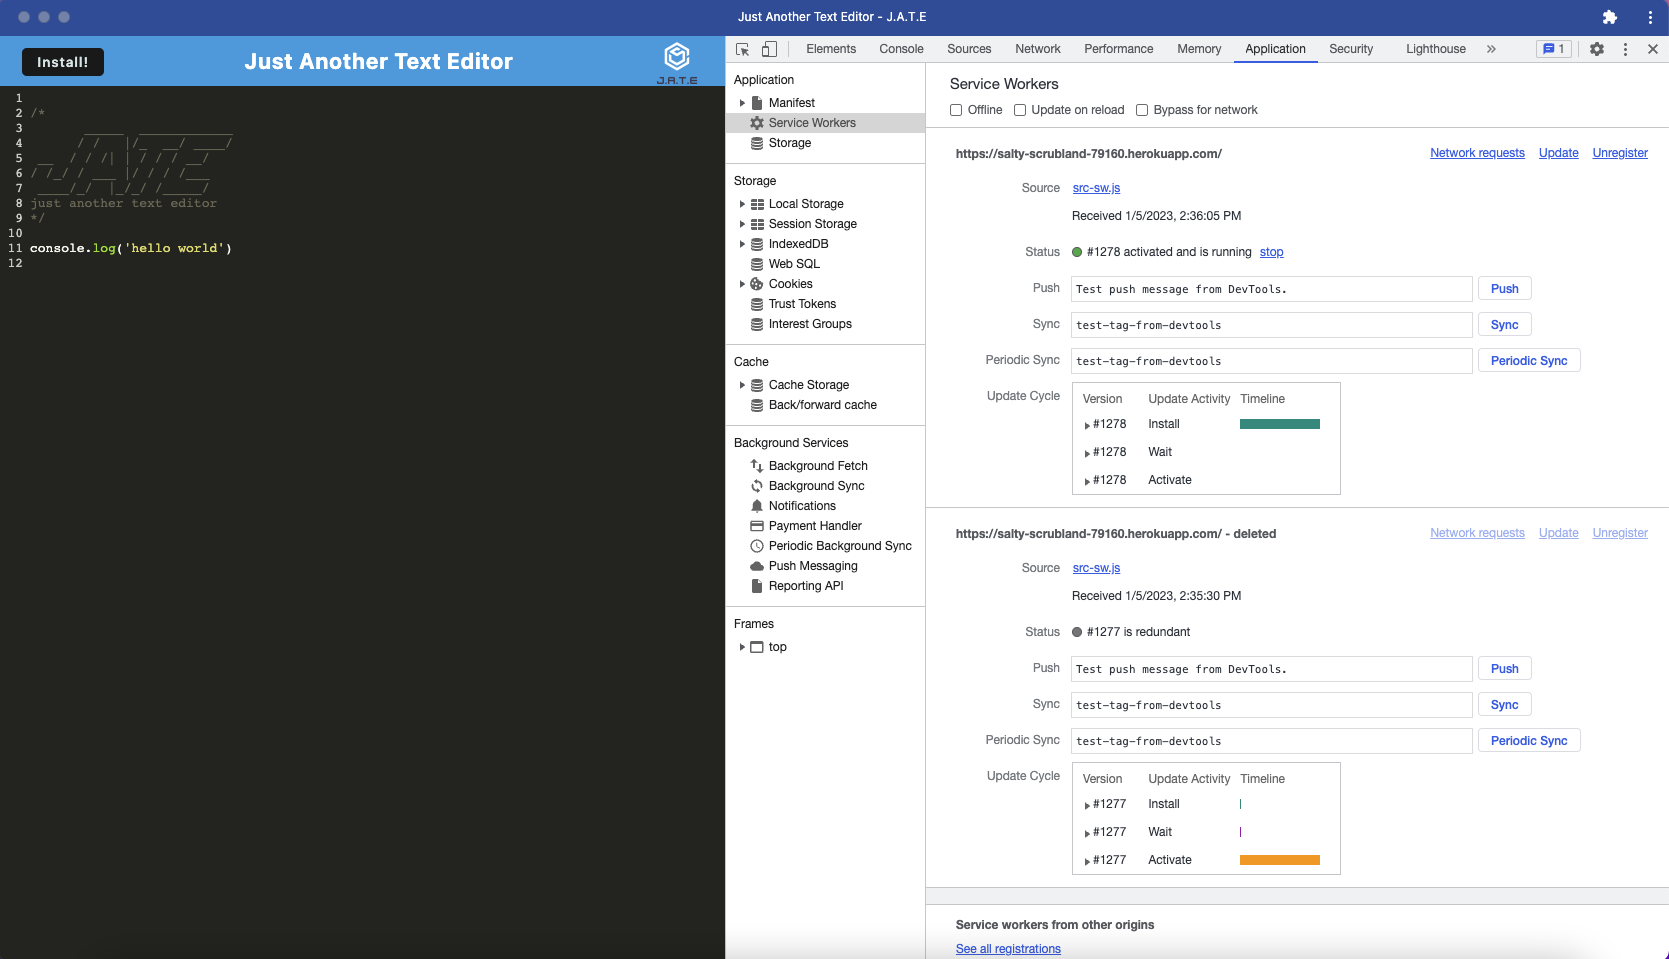 Just Another Text Editor - J.A.T.E
Install!
Just Another Text Editor
J.A.T.E
1
2 /*
3       _____  _____________
4      / /   |/_  __/ ____/
5  __  / / /| | / / / __/
6 / /_/ / ___ |/ / / /___
7  ____/_/  |_/_/ /_____/
8 just another text editor
9 */
10
11 console.log('hello world')
12
Elements Console Sources Network Performance Memory Application Security Lighthouse » 1
Application
Manifest
Service Workers
Storage
Storage
Local Storage
Session Storage
IndexedDB
Web SQL
Cookies
Trust Tokens
Interest Groups
Cache
Cache Storage
Back/forward cache
Background Services
Background Fetch
Background Sync
Notifications
Payment Handler
Periodic Background Sync
Push Messaging
Reporting API
Frames
top
Service Workers
Offline Update on reload Bypass for network
https://salty-scrubland-79160.herokuapp.com/ Network requests Update Unregister
Source src-sw.js
Received 1/5/2023, 2:36:05 PM
Status #1278 activated and is running stop
Push Test push message from DevTools. Push
Sync test-tag-from-devtools Sync
Periodic Sync test-tag-from-devtools Periodic Sync
Update Cycle Version Update Activity Timeline
#1278 Install
#1278 Wait
#1278 Activate
https://salty-scrubland-79160.herokuapp.com/ - deleted Network requests Update Unregister
Source src-sw.js
Received 1/5/2023, 2:35:30 PM
Status #1277 is redundant
Push Test push message from DevTools. Push
Sync test-tag-from-devtools Sync
Periodic Sync test-tag-from-devtools Periodic Sync
Update Cycle Version Update Activity Timeline
#1277 Install
#1277 Wait
#1277 Activate
Service workers from other origins
See all registrations